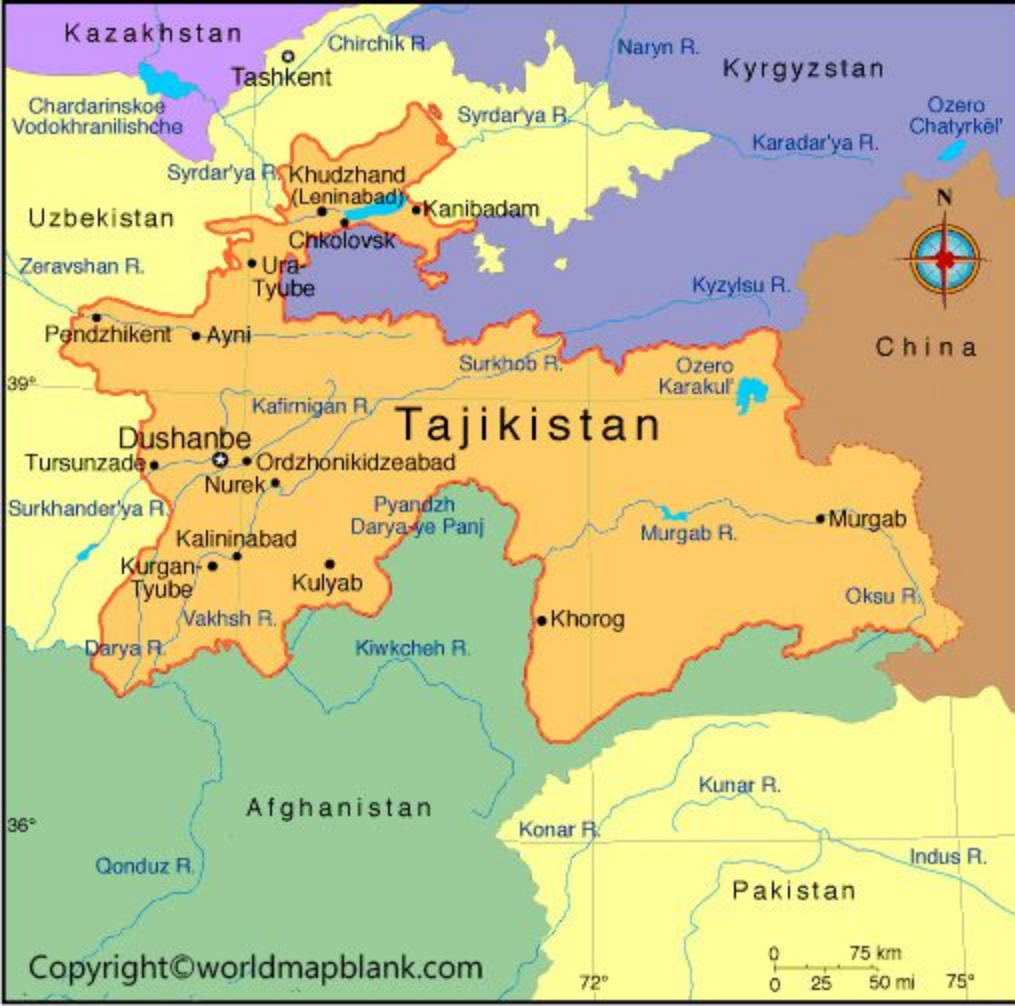 Kazakhstan
Chirchik R.
Naryn R.
Kyrgyzstan
Tashkent
Chardarinskoe
Vodokhranilishche
Syrdar'ya R.
Ozero
Chatyrkël'
Karadar'ya R.
Syrdar'ya R.
Khudzhand
(Leninabad)
N
Uzbekistan
Kanibadam
Chkolovsk
Zeravshan R.
Ura-
Tyube
Kyzylsu R.
Pendzhikent
Ayni
China
Surkhob R.
Ozero
Karakul'
39°
Kafirnigan R.
Tajikistan
Dushanbe
Tursunzade
Ordzhonikidzeabad
Nurek
Surkhander'ya R.
Pyandzh
Darya-ye Panj
Murgab
Murgab R.
Kalininabad
Kurgan-
Tyube
Kulyab
Oksu R.
Vakhsh R.
Khorog
Darya R.
Kiwkcheh R.
Kunar R.
Afghanistan
36°
Konar R.
Indus R.
Qonduz R.
Pakistan
0 75 km
0 25 50 mi
72°
75°
Copyright©worldmapblank.com